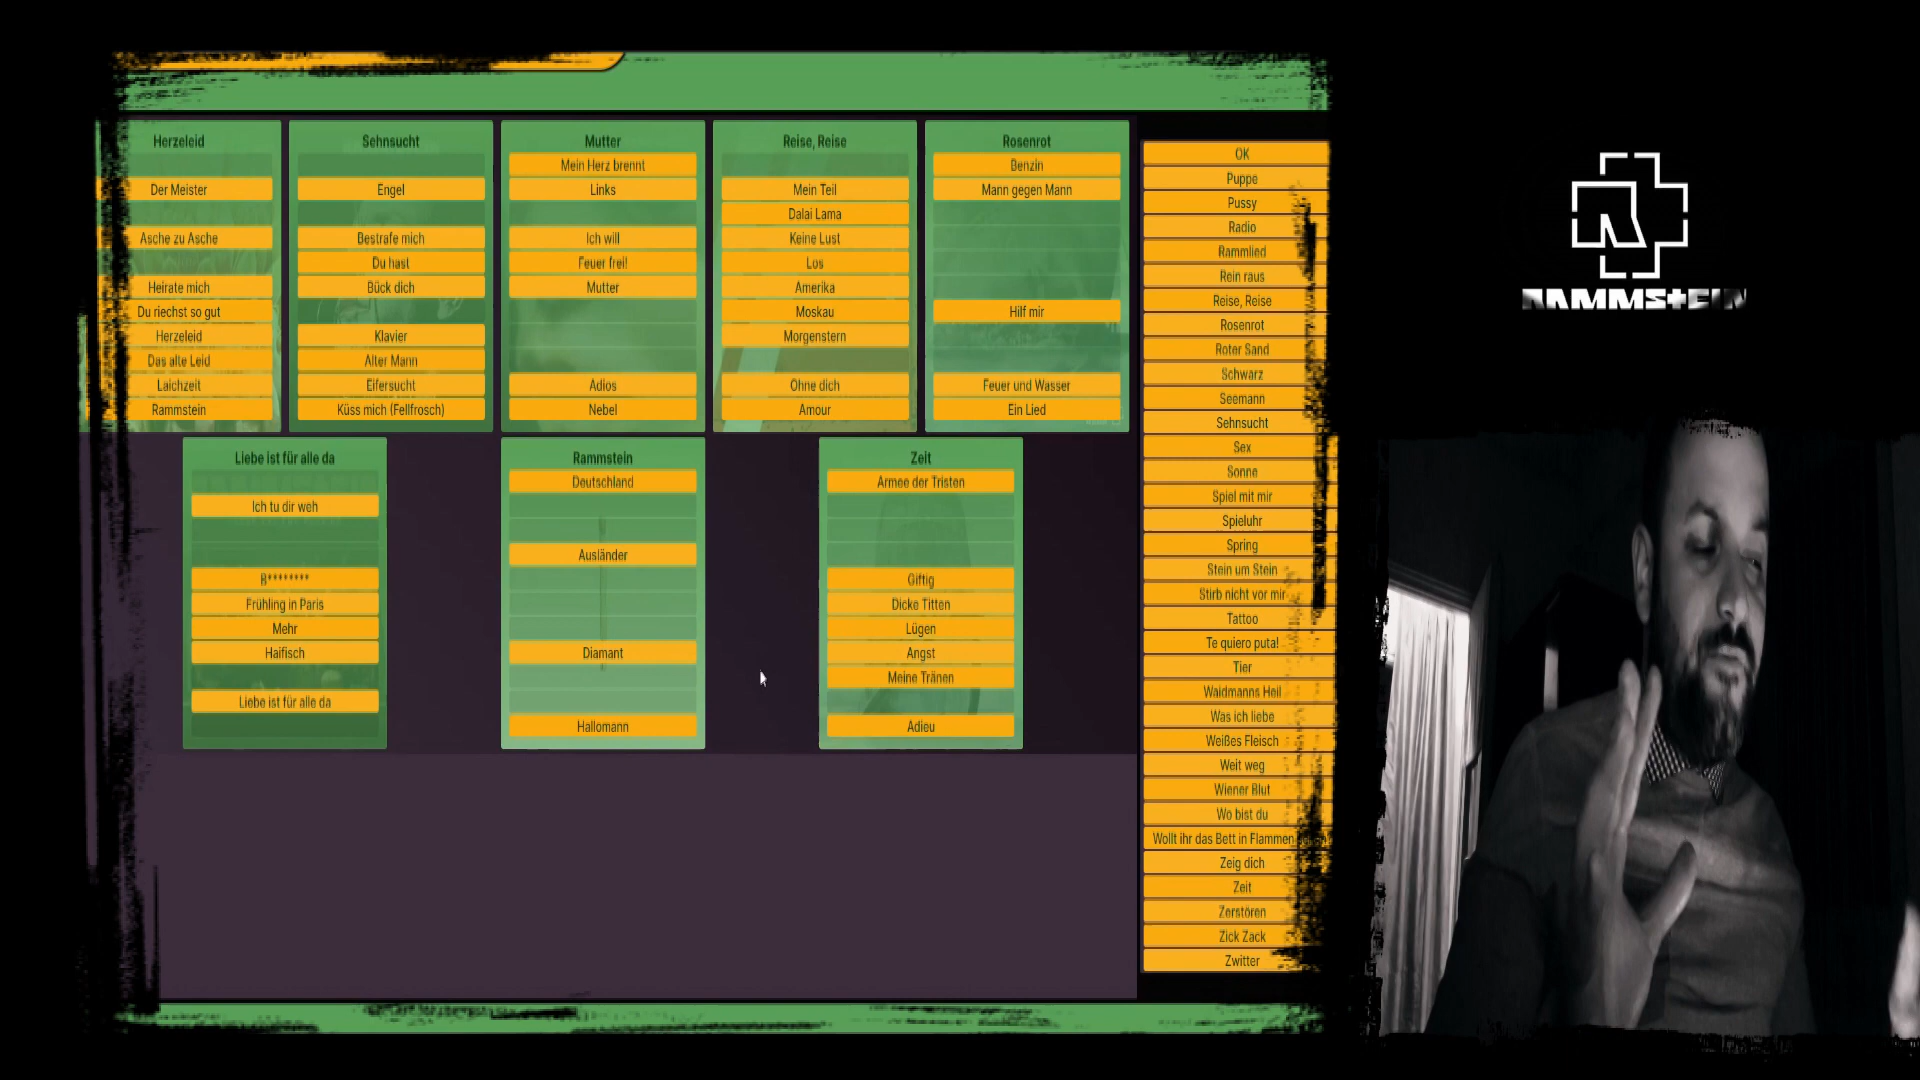 Herzeleid
Der Meister
Asche zu Asche
Heirate mich
Du riechst so gut
Herzeleid
Das alte Leid
Laichzeit
Rammstein
Sehnsucht
Engel
Bestrafe mich
Du hast
Bück dich
Klavier
Alter Mann
Eifersucht
Küss mich (Fellfrosch)
Mutter
Mein Herz brennt
Links
Ich will
Feuer frei!
Mutter
Adios
Nebel
Reise, Reise
Mein Teil
Dalai Lama
Keine Lust
Los
Amerika
Moskau
Morgenstern
Ohne dich
Amour
Rosenrot
Benzin
Mann gegen Mann
Hilf mir
Feuer und Wasser
Ein Lied
Liebe ist für alle da
Ich tu dir weh
B********
Frühling in Paris
Mehr
Haifisch
Liebe ist für alle da
Rammstein
Deutschland
Ausländer
Diamant
Hallomann
Zeit
Armee der Tristen
Giftig
Dicke Titten
Lügen
Angst
Meine Tränen
Adieu
OK
Puppe
Pussy
Radio
Rammlied
Rein raus
Reise, Reise
Rosenrot
Roter Sand
Schwarz
Seemann
Sehnsucht
Sex
Sonne
Spiel mit mir
Spieluhr
Spring
Stein um Stein
Stirb nicht vor mir
Tattoo
Te quiero puta!
Tier
Waidmanns Heil
Was ich liebe
Weißes Fleisch
Weit weg
Wiener Blut
Wo bist du
Wollt ihr das Bett in Flammen
Zeig dich
Zeit
Zerstören
Zick Zack
Zwitter
RAMMSTEIN